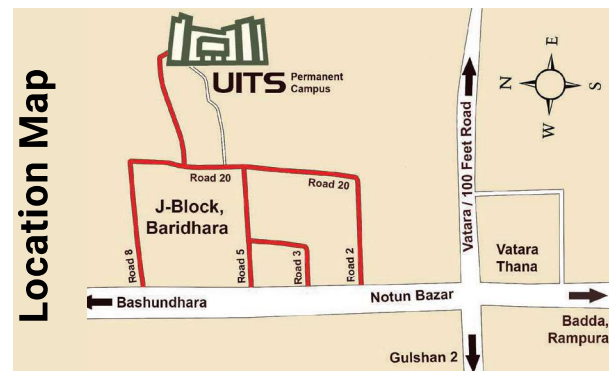 Location Map
UITS Permanent
Campus
E
N
S
W
Road 20
Road 20
J-Block,
Baridhara
Road 8
Road 5
Road 3
Road 2
Vatara / 100 Feet Road
Vatara
Thana
Bashundhara
Notun Bazar
Badda,
Rampura
Gulshan 2